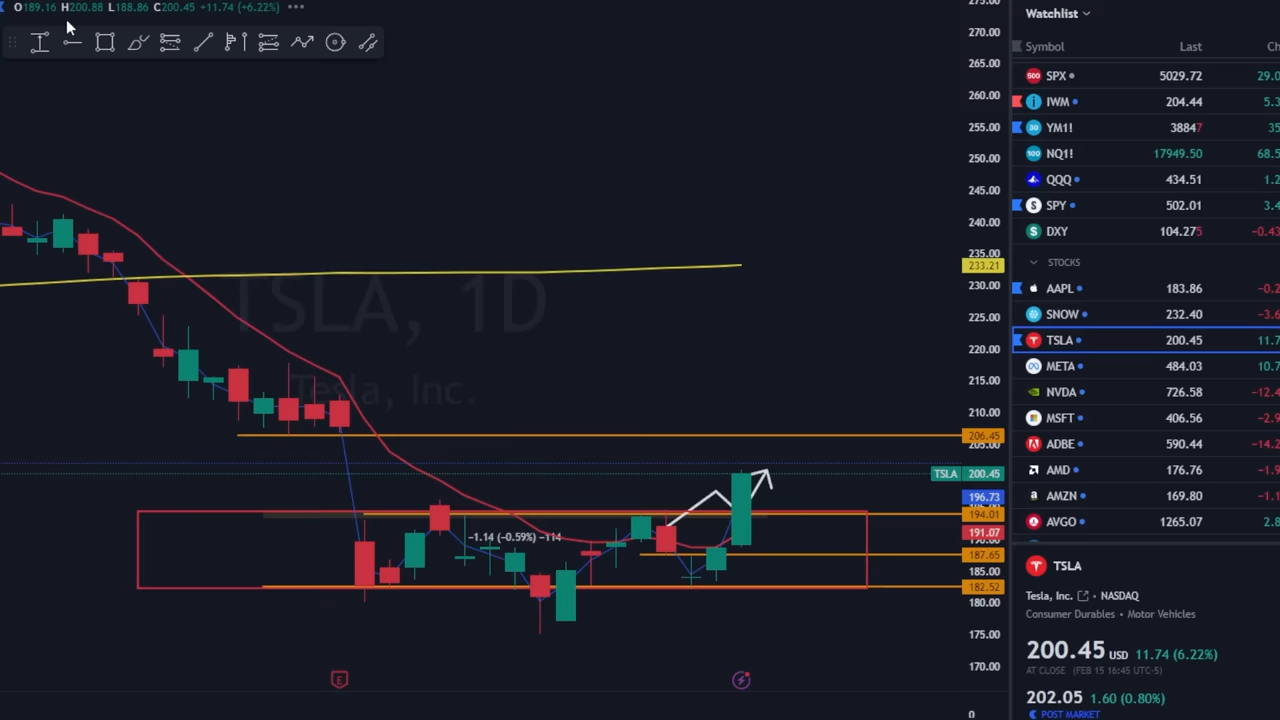 O189.16 H200.88 L188.86 C200.45 +11.74 (+6.22%)
275.00
270.00
265.00
260.00
255.00
250.00
245.00
240.00
235.00
233.21
230.00
225.00
220.00
215.00
210.00
206.45
205.00
TSLA 200.45
196.73
194.01
191.07
190.00
187.65
185.00
182.52
180.00
175.00
170.00
0
TSLA, 1D
Tesla, Inc.
-1.14 (-0.59%) -114
E
Watchlist
Symbol Last Ch
500 SPX 5029.72 29.0
IWM 204.44 5.3
30 YM1! 38847 35
100 NQ1! 17949.50 68.5
QQQ 434.51 1.2
S SPY 502.01 3.4
$ DXY 104.275 -0.43
STOCKS
AAPL 183.86 -0.2
SNOW 232.40 -3.6
TSLA 200.45 11.7
META 484.03 10.7
NVDA 726.58 -12.4
MSFT 406.56 -2.9
ADBE 590.44 -14.2
AMD 176.76 -1.9
AMZN 169.80 -1.1
AVGO 1265.07 2.8
TSLA
Tesla, Inc. • NASDAQ
Consumer Durables • Motor Vehicles
200.45 USD 11.74 (6.22%)
AT CLOSE (FEB 15 16:45 UTC-5)
202.05 1.60 (0.80%)
POST MARKET